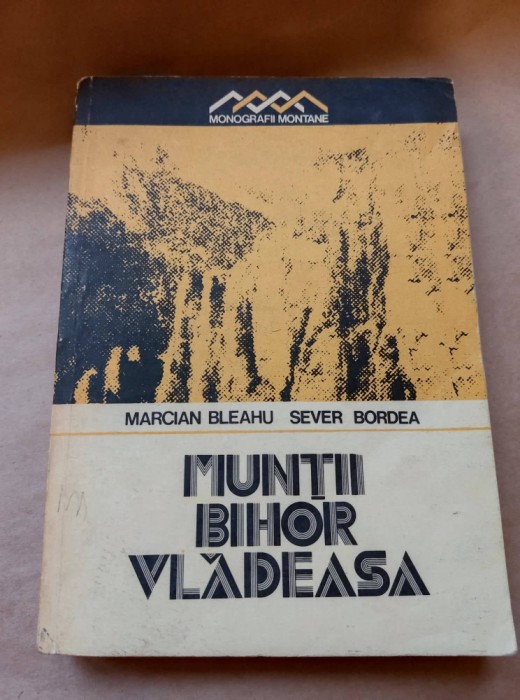 MONOGRAFII MONTANE
MARCIAN BLEAHU SEVER BORDEA
MUNȚII
BIHOR
VLĂDEASA